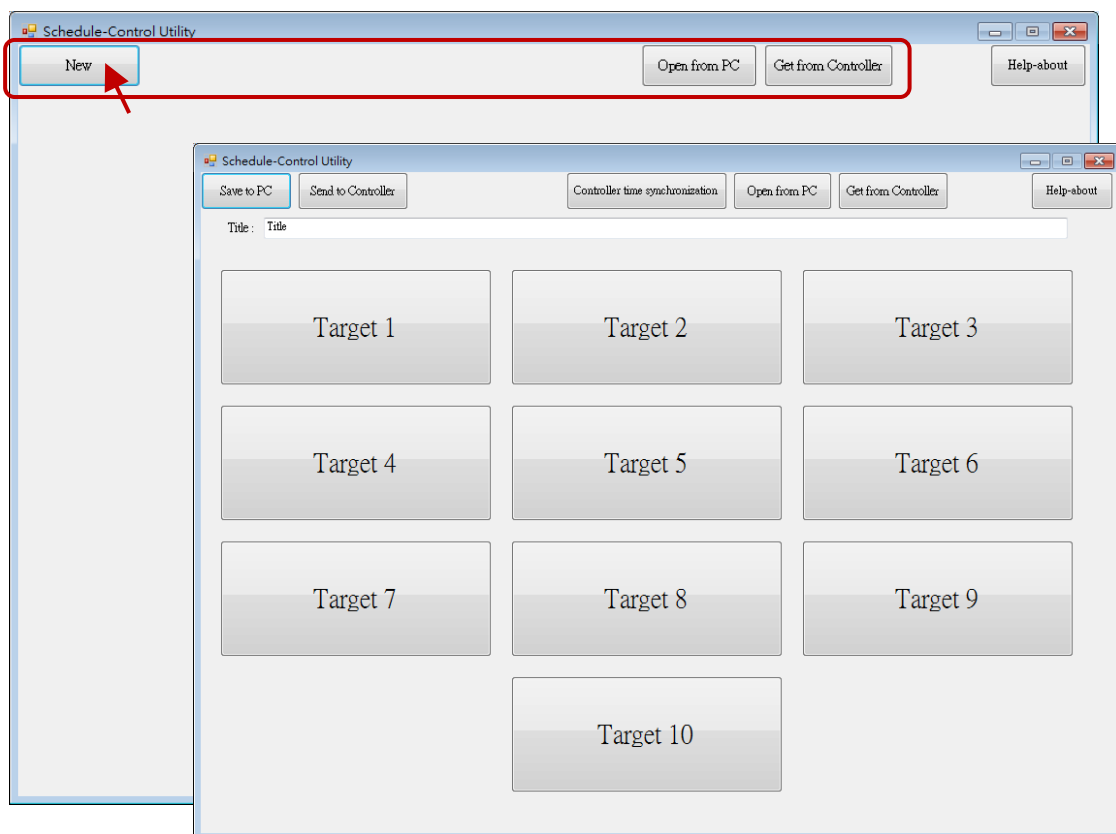 Schedule-Control Utility
New Open from PC Get from Controller Help-about
Schedule-Control Utility
Save to PC Send to Controller Controller time synchronization Open from PC Get from Controller Help-about
Title : Title
Target 1 Target 2 Target 3
Target 4 Target 5 Target 6
Target 7 Target 8 Target 9
Target 10